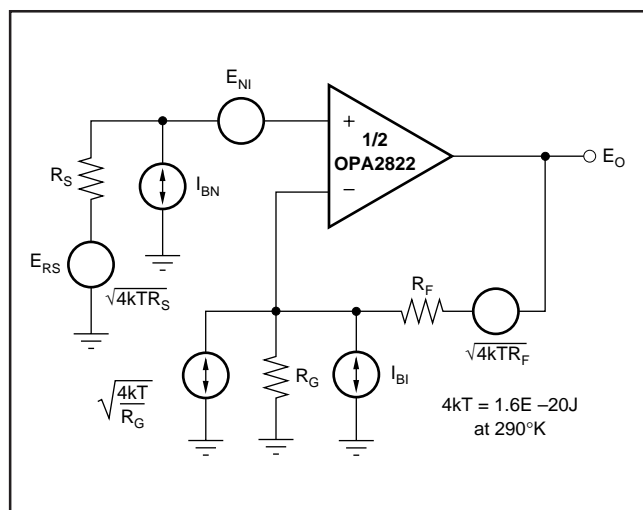 E_NI
+
1/2
OPA2822
−
E_O
R_S
I_BN
E_RS
√4kTR_S
R_F
√4kTR_F
√4kT/R_G
R_G
I_BI
4kT = 1.6E –20J
at 290°K